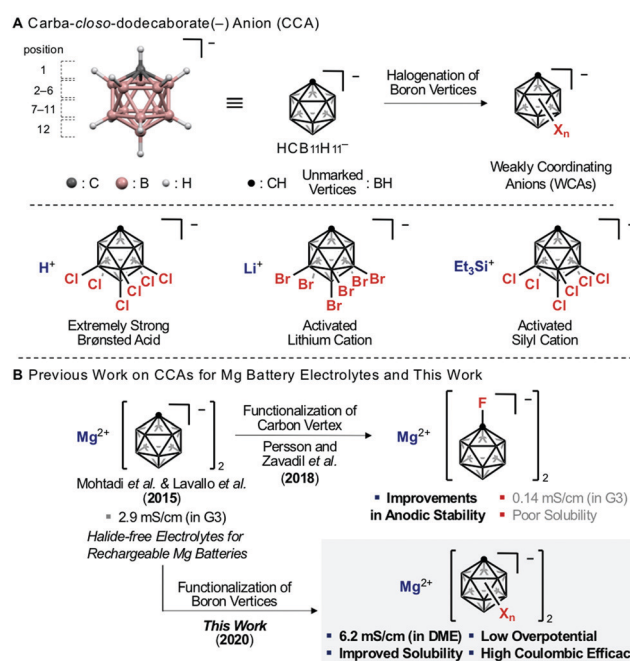 A Carba-closo-dodecaborate(–) Anion (CCA)
position
1
2–6
7–11
12
–
≡
–
HCB₁₁H₁₁⁻
Halogenation of
Boron Vertices
–
Xₙ
Weakly Coordinating
Anions (WCAs)
: C : B : H
: CH
Unmarked
Vertices : BH
H⁺
–
Cl Cl Cl Cl Cl Cl
Extremely Strong
Brønsted Acid
Li⁺
–
Br Br Br Br Br Br
Activated
Lithium Cation
Et₃Si⁺
–
Cl Cl Cl Cl Cl Cl
Activated
Silyl Cation
B Previous Work on CCAs for Mg Battery Electrolytes and This Work
Mg²⁺
–
2
Mohtadi et al. & Lavallo et al.
(2015)
2.9 mS/cm (in G3)
Halide-free Electrolytes for
Rechargeable Mg Batteries
Functionalization of
Carbon Vertex
Persson and
Zavadil et al.
(2018)
Mg²⁺
F
–
2
Improvements
in Anodic Stability
0.14 mS/cm (in G3)
Poor Solubility
Functionalization of
Boron Vertices
This Work
(2020)
Mg²⁺
–
Xₙ
2
6.2 mS/cm (in DME)
Improved Solubility
Low Overpotential
High Coulombic Efficacy